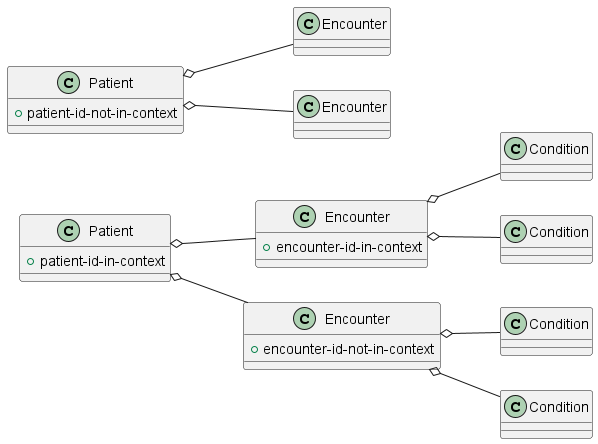 C Encounter
C Patient
patient-id-not-in-context
C Encounter
C Condition
C Patient
patient-id-in-context
C Encounter
encounter-id-in-context
C Condition
C Encounter
encounter-id-not-in-context
C Condition
C Condition